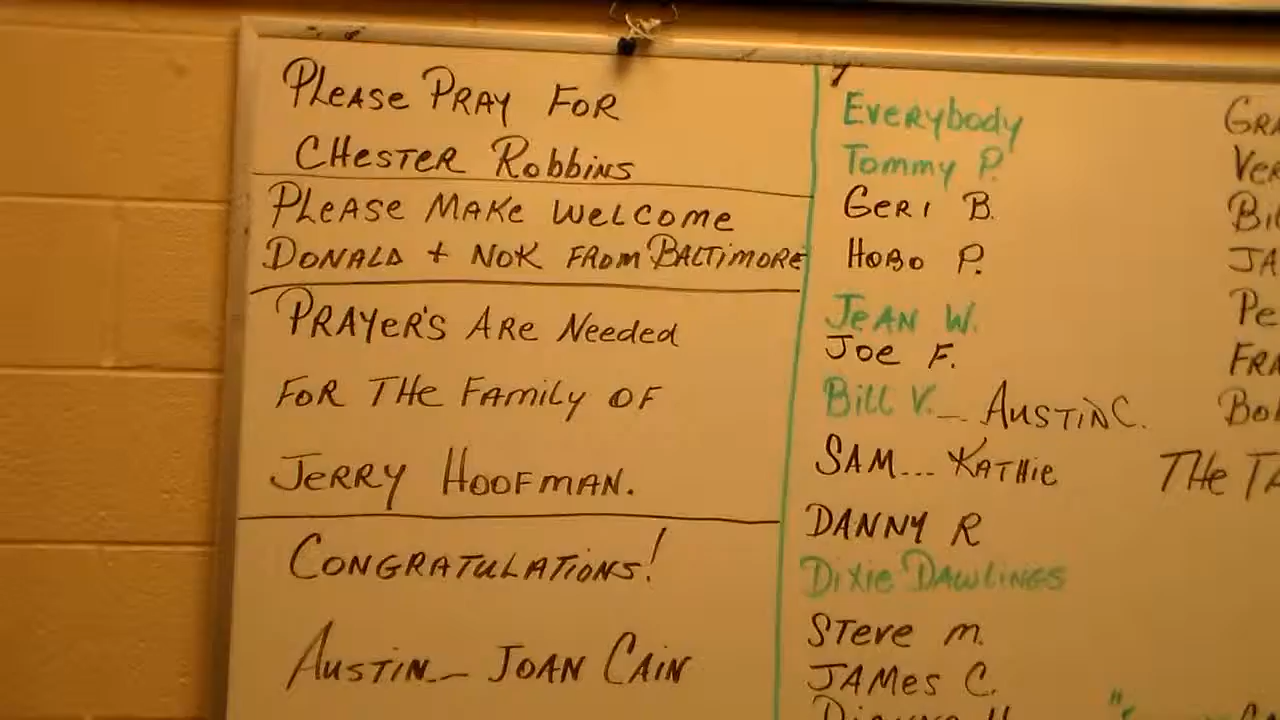 Please Pray For
Chester Robbins
Please Make Welcome
Donald + Nok From Baltimore
Prayer's Are Needed
For The Family Of
Jerry Hoofman.
Congratulations!
Austin - Joan Cain
Everybody
Tommy P.
Geri B.
Hobo P.
Jean W.
Joe F.
Bill V. - Austin C.
Sam... Kathie
Danny R
Dixie Dawlings
Steve M.
James C.
The